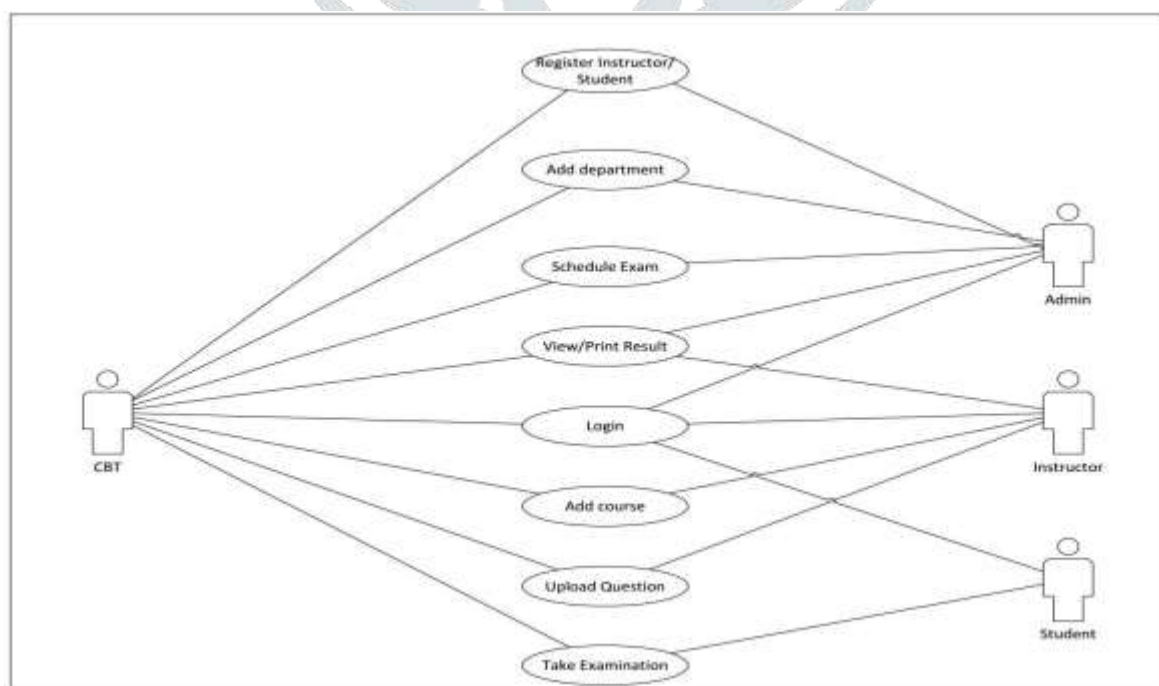 Register Instructor/
Student
Add department
Schedule Exam
Admin
View/Print Result
Login
CBT
Instructor
Add course
Upload Question
Student
Take Examination